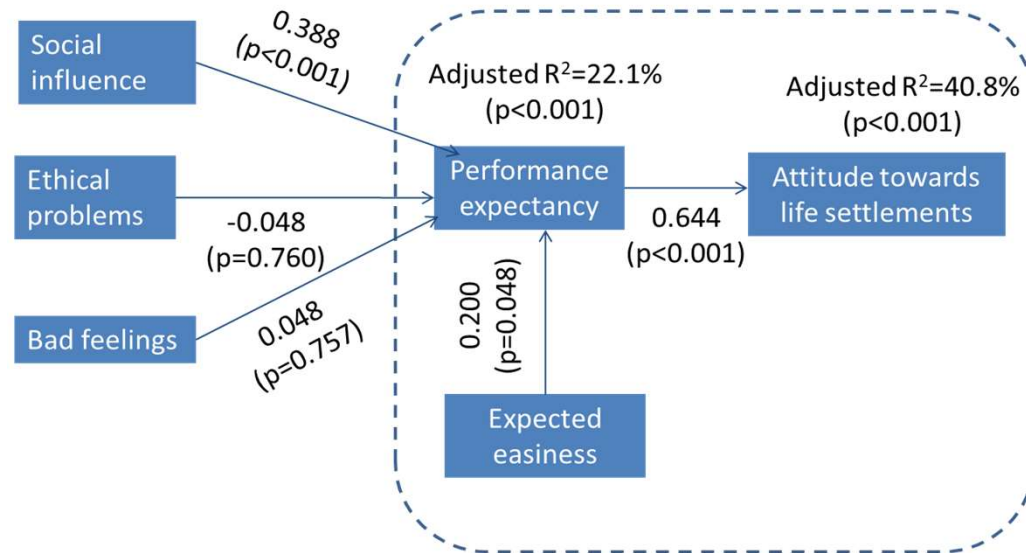 Social
influence
0.388
(p<0.001)
Adjusted R²=22.1%
(p<0.001)
Adjusted R²=40.8%
(p<0.001)
Ethical
problems
-0.048
(p=0.760)
Performance
expectancy
0.644
(p<0.001)
Attitude towards
life settlements
Bad feelings
0.048
(p=0.757)
0.200
(p=0.048)
Expected
easiness